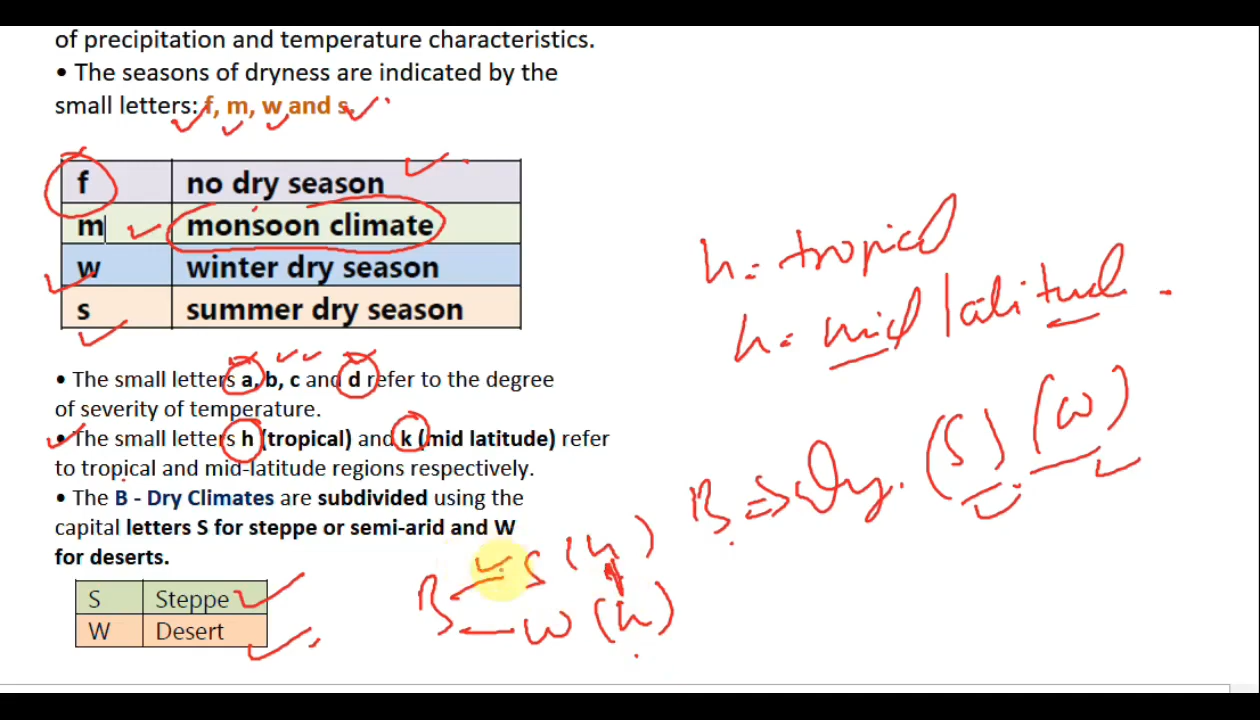 of precipitation and temperature characteristics.
• The seasons of dryness are indicated by the
small letters: f, m, w and s.
f no dry season
m monsoon climate
w winter dry season
s summer dry season
• The small letters a, b, c and d refer to the degree
of severity of temperature.
• The small letters h (tropical) and k (mid latitude) refer
to tropical and mid-latitude regions respectively.
• The B - Dry Climates are subdivided using the
capital letters S for steppe or semi-arid and W
for deserts.
S Steppe
W Desert
h = tropical
h = mid latitud
B => Dry. (S) (W)
B S (h)
W (h)